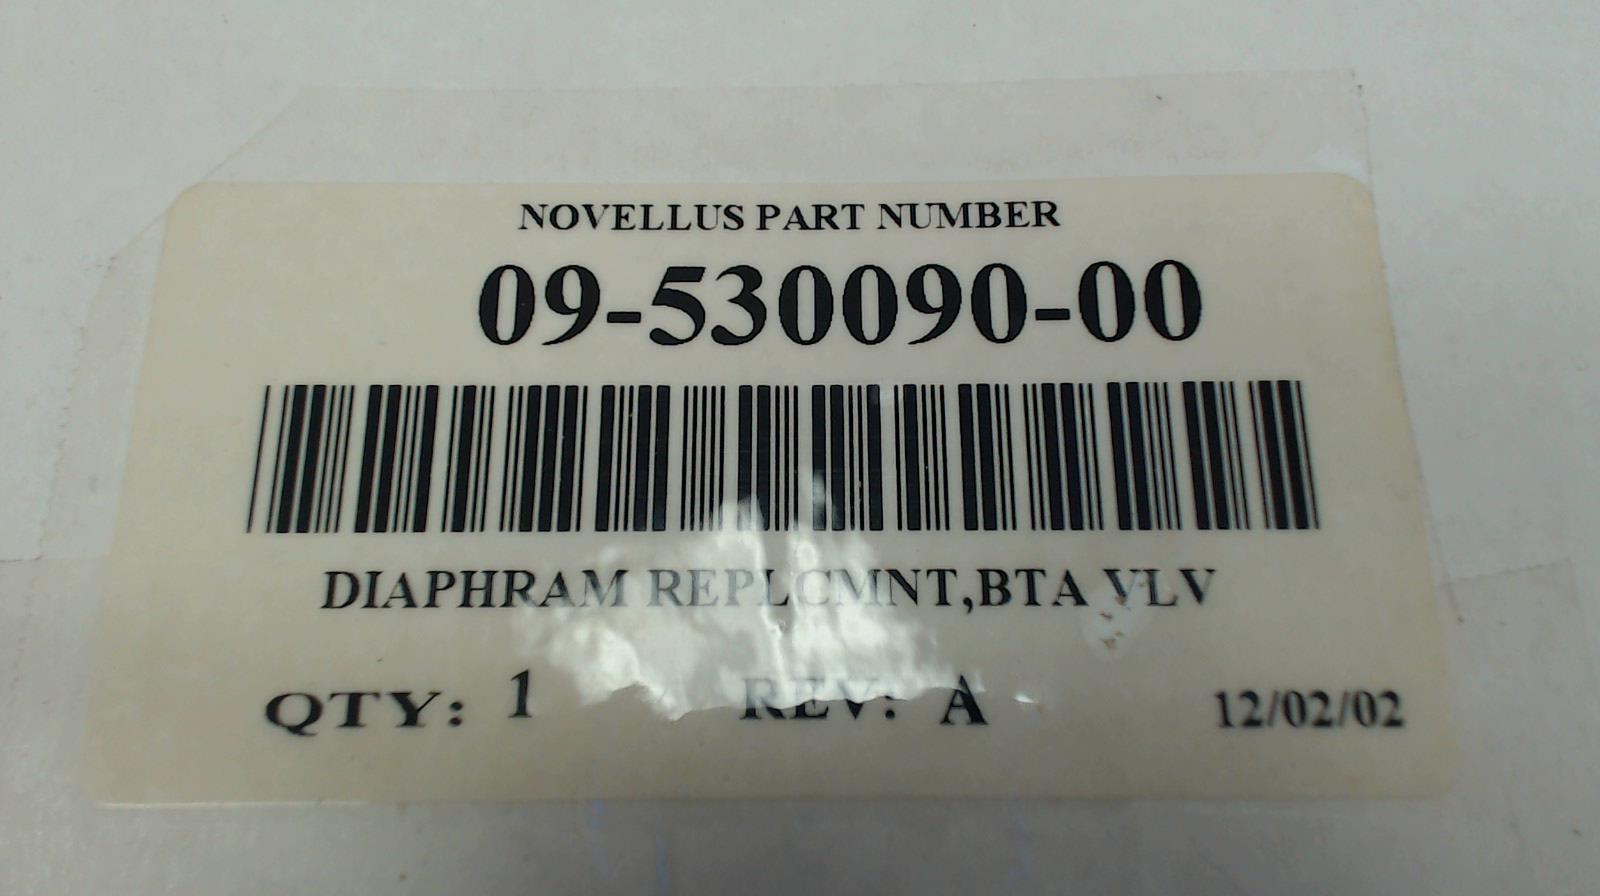 NOVELLUS PART NUMBER
09-530090-00
DIAPHRAM REPLCMNT,BTA VLV
QTY: 1 REV: A 12/02/02